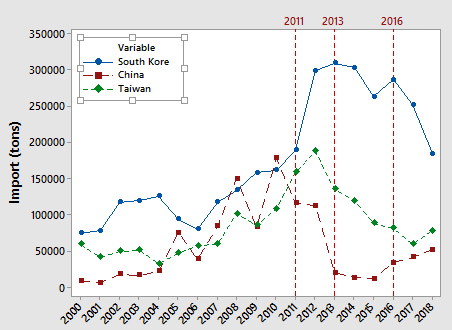 2011 2013 2016
350000
300000
250000
200000
150000
100000
50000
0
Import (tons)
Variable
South Kore
China
Taiwan
2000 2001 2002 2003 2004 2005 2006 2007 2008 2009 2010 2011 2012 2013 2014 2015 2016 2017 2018